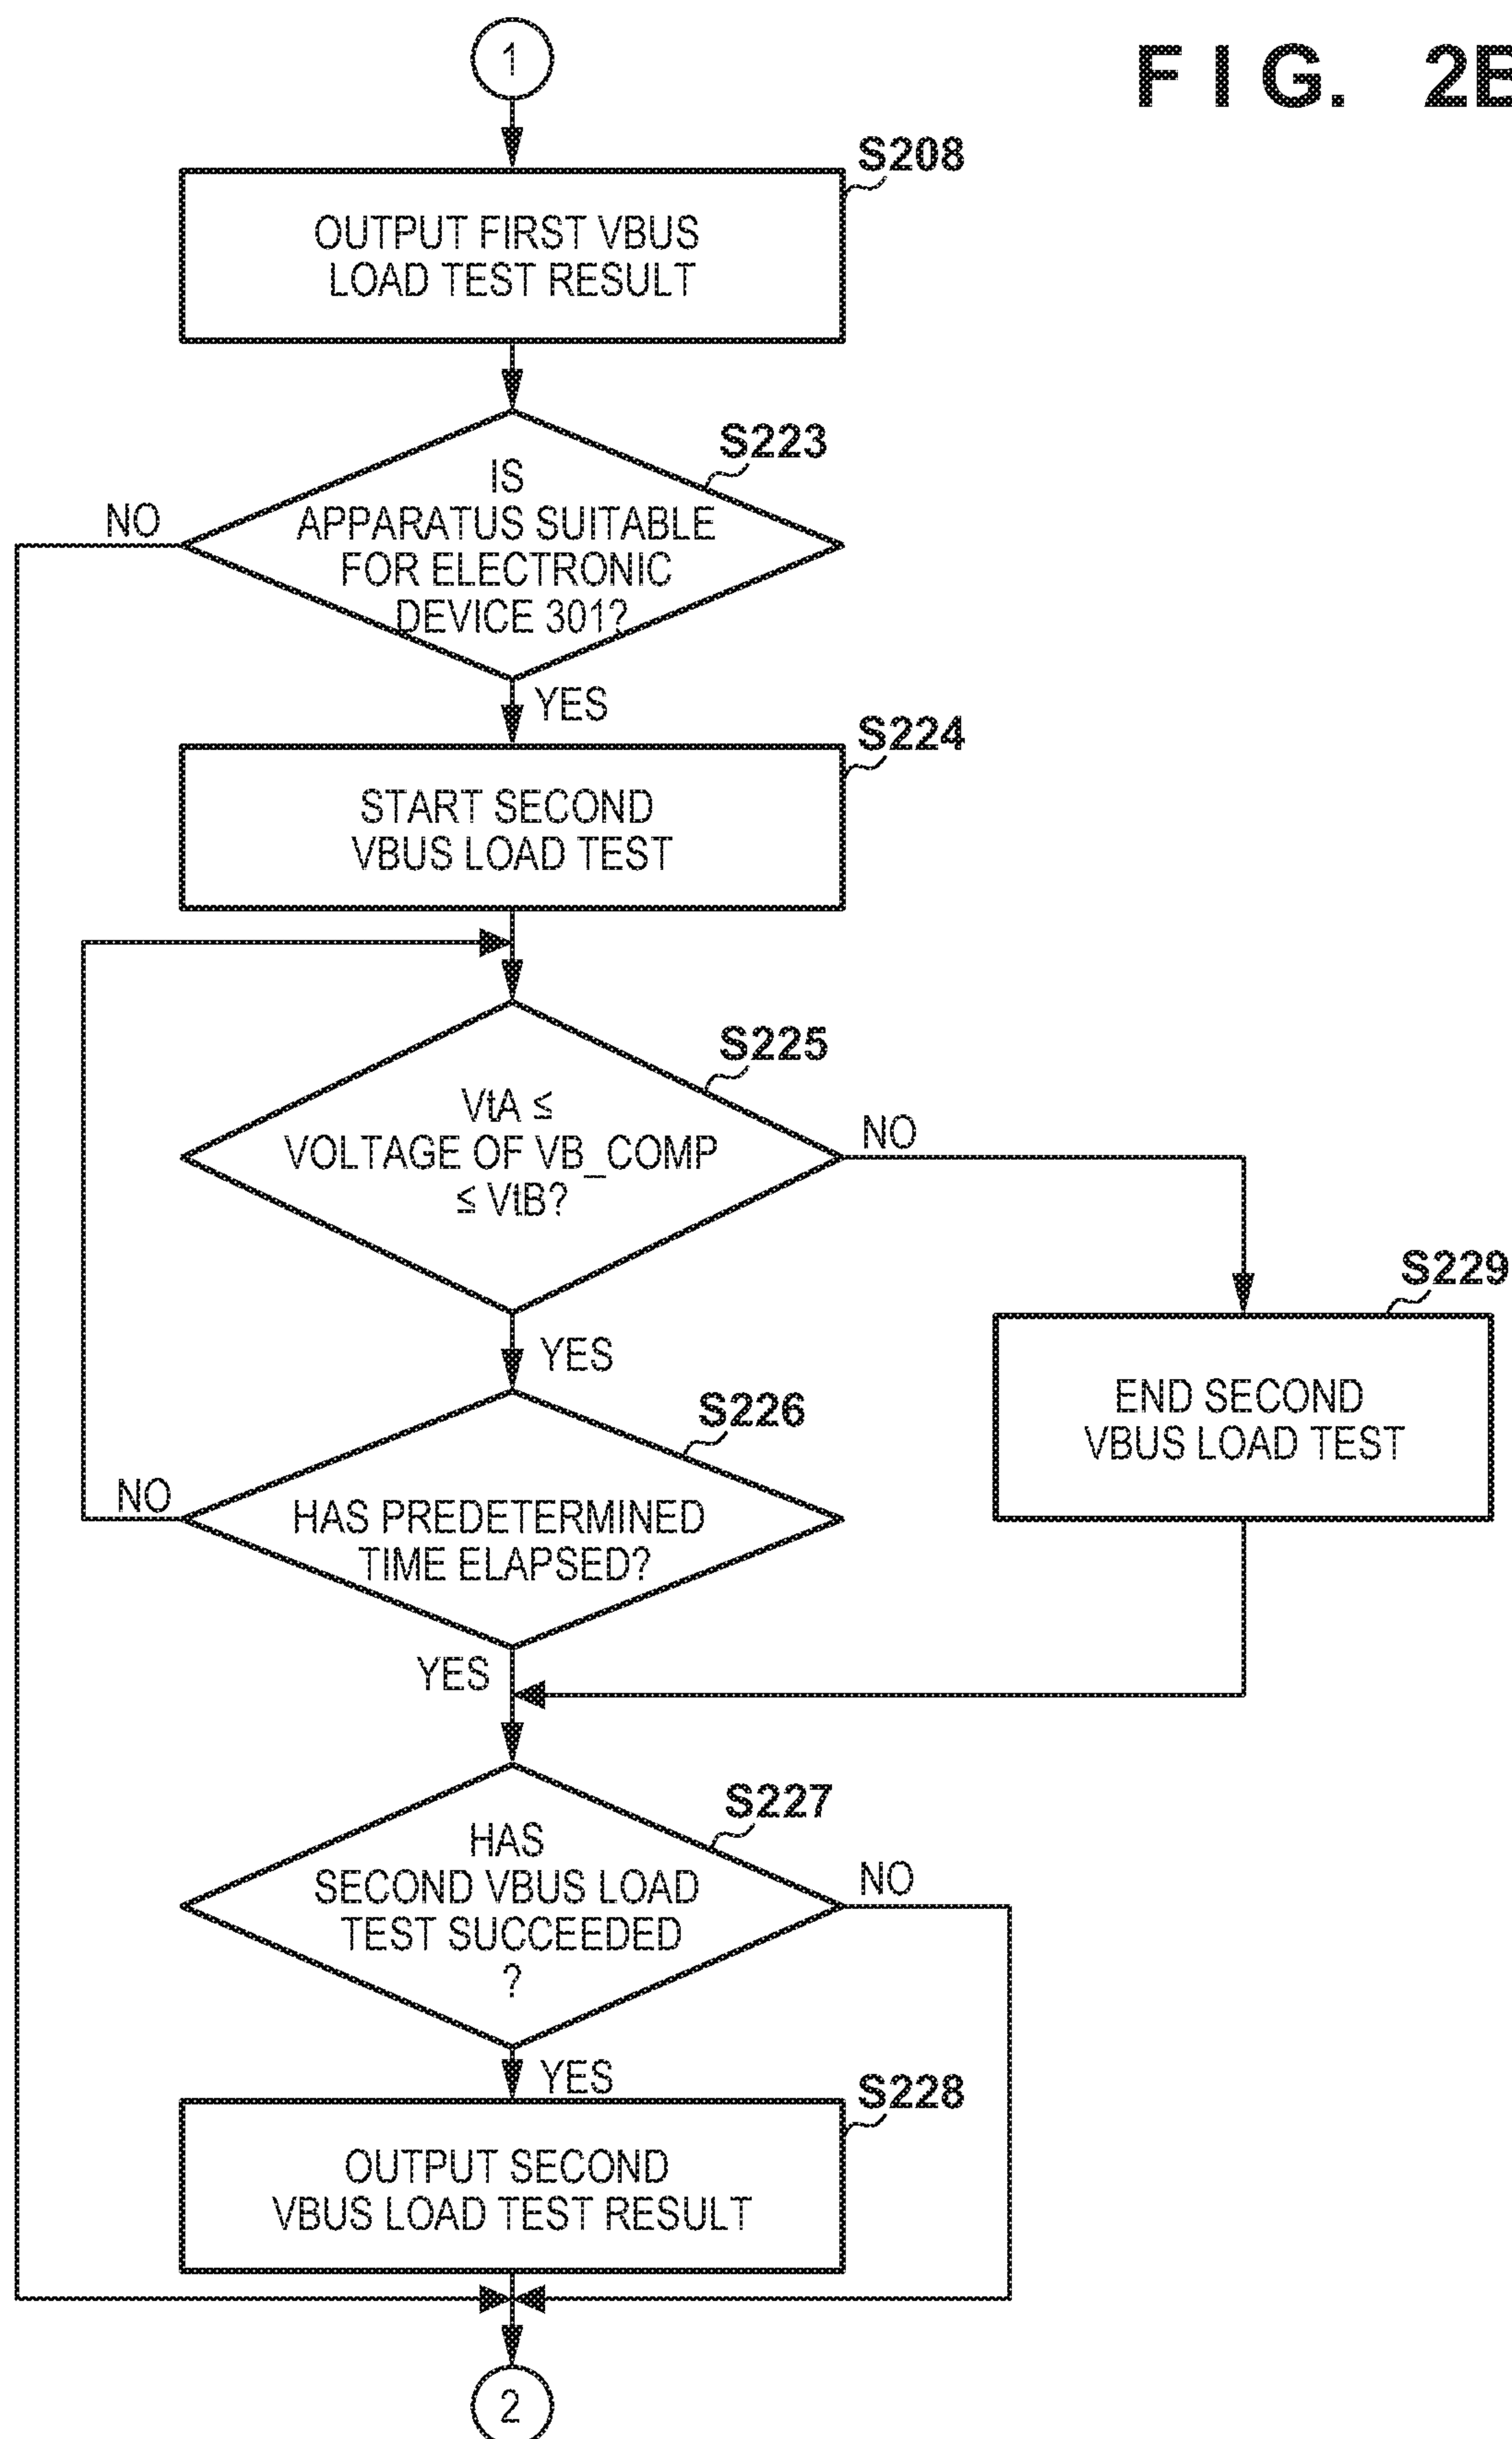 1
FIG. 2B
S208
OUTPUT FIRST VBUS
LOAD TEST RESULT
S223
IS
APPARATUS SUITABLE
FOR ELECTRONIC
DEVICE 301?
NO
YES
S224
START SECOND
VBUS LOAD TEST
S225
VtA ≤
VOLTAGE OF VB_COMP
≤ VtB?
NO
YES
S229
END SECOND
VBUS LOAD TEST
S226
HAS PREDETERMINED
TIME ELAPSED?
NO
YES
S227
HAS
SECOND VBUS LOAD
TEST SUCCEEDED
?
NO
YES
S228
OUTPUT SECOND
VBUS LOAD TEST RESULT
2